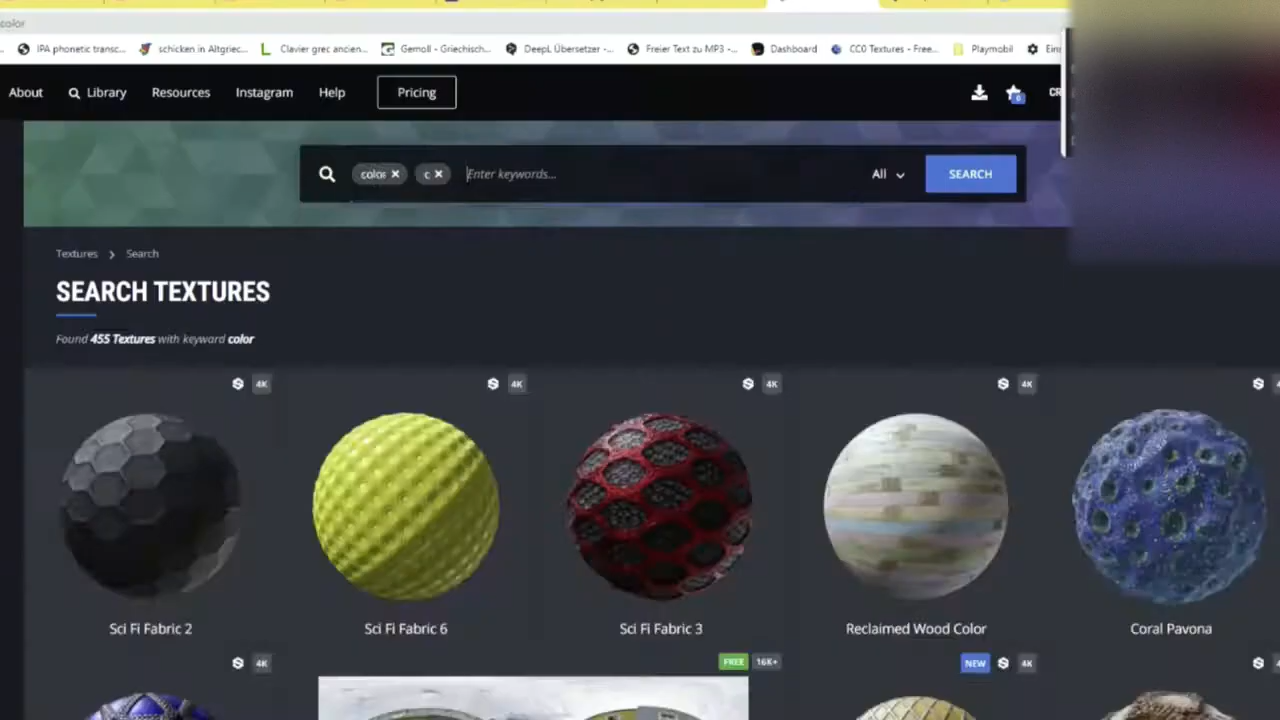 color
IPA phonetic transc... schicken in Altgriec... Clavier grec ancien... Gemoll - Griechisch... DeepL Übersetzer -... Freier Text zu MP3 -... Dashboard CC0 Textures - Free... Playmobil Ein
About Library Resources Instagram Help Pricing 0 CR
color c Enter keywords... All SEARCH
Textures Search
SEARCH TEXTURES
Found 455 Textures with keyword color
4K 4K 4K 4K
Sci Fi Fabric 2 Sci Fi Fabric 6 Sci Fi Fabric 3 Reclaimed Wood Color Coral Pavona
4K FREE 16K+ NEW 4K